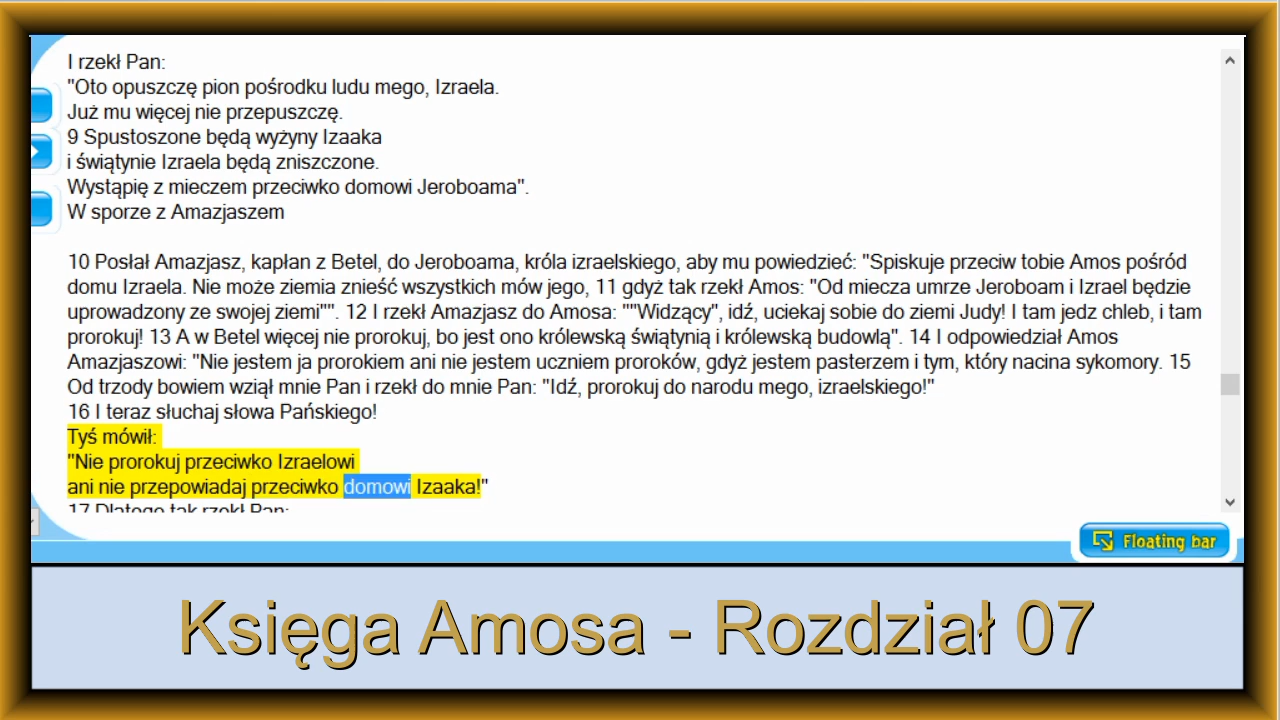 I rzekł Pan:
"Oto opuszczę pion pośrodku ludu mego, Izraela.
Już mu więcej nie przepuszczę.
9 Spustoszone będą wyżyny Izaaka
i świątynie Izraela będą zniszczone.
Wystąpię z mieczem przeciwko domowi Jeroboama".
W sporze z Amazjaszem
10 Posłał Amazjasz, kapłan z Betel, do Jeroboama, króla izraelskiego, aby mu powiedzieć: "Spiskuje przeciw tobie Amos pośród
domu Izraela. Nie może ziemia znieść wszystkich mów jego, 11 gdyż tak rzekł Amos: "Od miecza umrze Jeroboam i Izrael będzie
uprowadzony ze swojej ziemi"". 12 I rzekł Amazjasz do Amosa: ""Widzący", idź, uciekaj sobie do ziemi Judy! I tam jedz chleb, i tam
prorokuj! 13 A w Betel więcej nie prorokuj, bo jest ono królewską świątynią i królewską budowlą". 14 I odpowiedział Amos
Amazjaszowi: "Nie jestem ja prorokiem ani nie jestem uczniem proroków, gdyż jestem pasterzem i tym, który nacina sykomory. 15
Od trzody bowiem wziął mnie Pan i rzekł do mnie Pan: "Idź, prorokuj do narodu mego, izraelskiego!"
16 I teraz słuchaj słowa Pańskiego!
Tyś mówił:
"Nie prorokuj przeciwko Izraelowi
ani nie przepowiadaj przeciwko domowi Izaaka!"
17 Dlatego tak rzekł Pan:
Floating bar
Księga Amosa - Rozdział 07